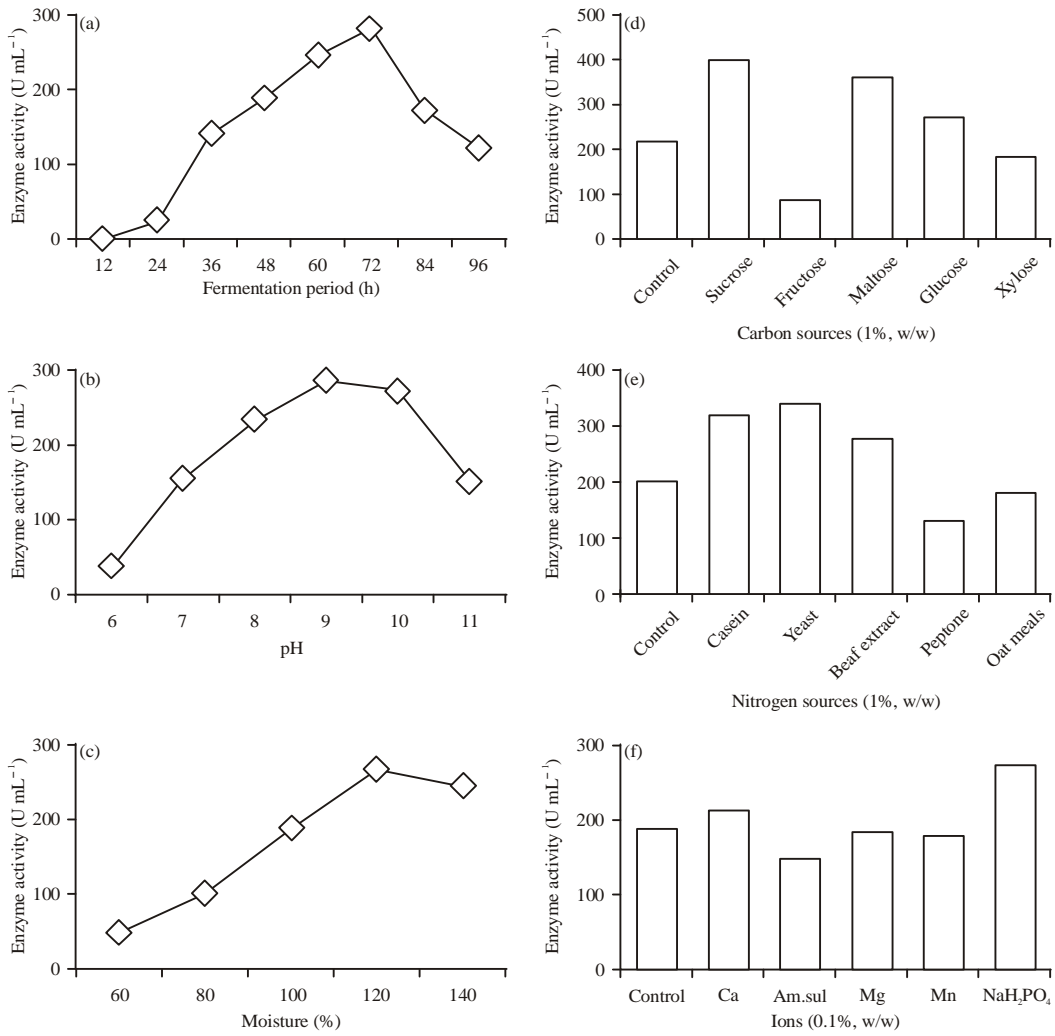 (a)
Enzyme activity (U mL⁻¹)
300
200
100
0
12 24 36 48 60 72 84 96
Fermentation period (h)
(b)
Enzyme activity (U mL⁻¹)
300
200
100
0
6 7 8 9 10 11
pH
(c)
Enzyme activity (U mL⁻¹)
300
200
100
0
60 80 100 120 140
Moisture (%)
(d)
Enzyme activity (U mL⁻¹)
500
400
300
200
100
0
Control Sucrose Fructose Maltose Glucose Xylose
Carbon sources (1%, w/w)
(e)
Enzyme activity (U mL⁻¹)
400
300
200
100
0
Control Casein Yeast Beaf extract Peptone Oat meals
Nitrogen sources (1%, w/w)
(f)
Enzyme activity (U mL⁻¹)
300
200
100
0
Control Ca Am.sul Mg Mn NaH₂PO₄
Ions (0.1%, w/w)